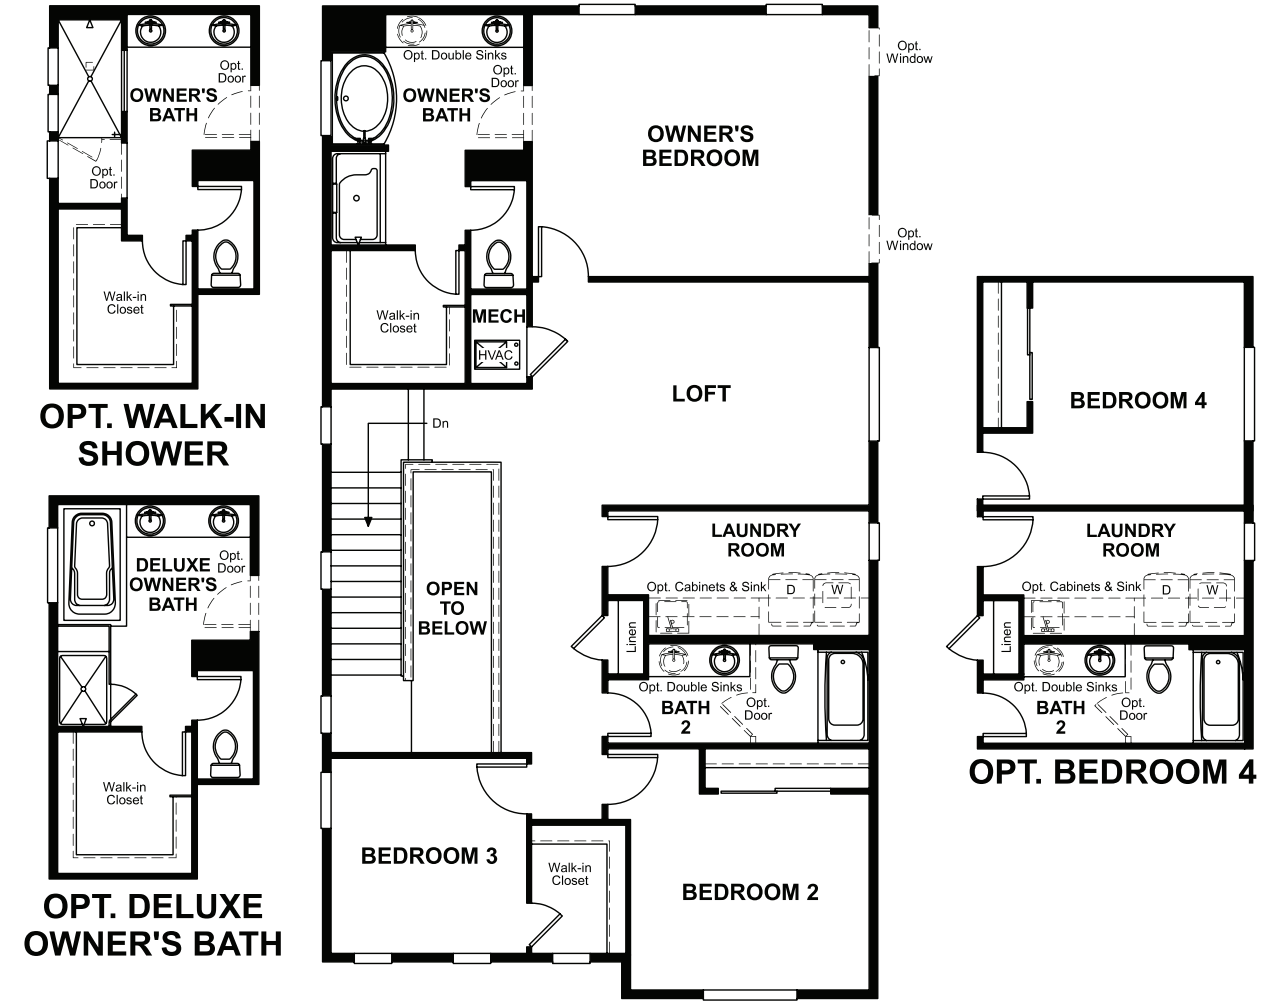 Opt.
Door
OWNER'S
BATH
Opt.
Door
Walk-in
Closet
OPT. WALK-IN
SHOWER
Opt.
Door
DELUXE
OWNER'S
BATH
Walk-in
Closet
OPT. DELUXE
OWNER'S BATH
Opt. Double Sinks
Opt.
Door
OWNER'S
BATH
OWNER'S
BEDROOM
Opt.
Window
Opt.
Window
Walk-in
Closet
MECH
HVAC
LOFT
Dn
OPEN
TO
BELOW
LAUNDRY
ROOM
Opt. Cabinets & Sink
D
W
Linen
Opt. Double Sinks
BATH
2
Opt.
Door
BEDROOM 3
Walk-in
Closet
BEDROOM 2
BEDROOM 4
LAUNDRY
ROOM
Opt. Cabinets & Sink
D
W
Linen
Opt. Double Sinks
BATH
2
Opt.
Door
OPT. BEDROOM 4